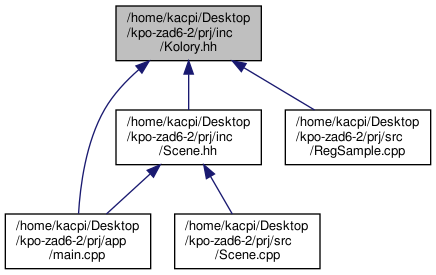 /home/kacpi/Desktop
/kpo-zad6-2/prj/inc
/Kolory.hh
/home/kacpi/Desktop
/kpo-zad6-2/prj/inc
/Scene.hh
/home/kacpi/Desktop
/kpo-zad6-2/prj/src
/RegSample.cpp
/home/kacpi/Desktop
/kpo-zad6-2/prj/app
/main.cpp
/home/kacpi/Desktop
/kpo-zad6-2/prj/src
/Scene.cpp